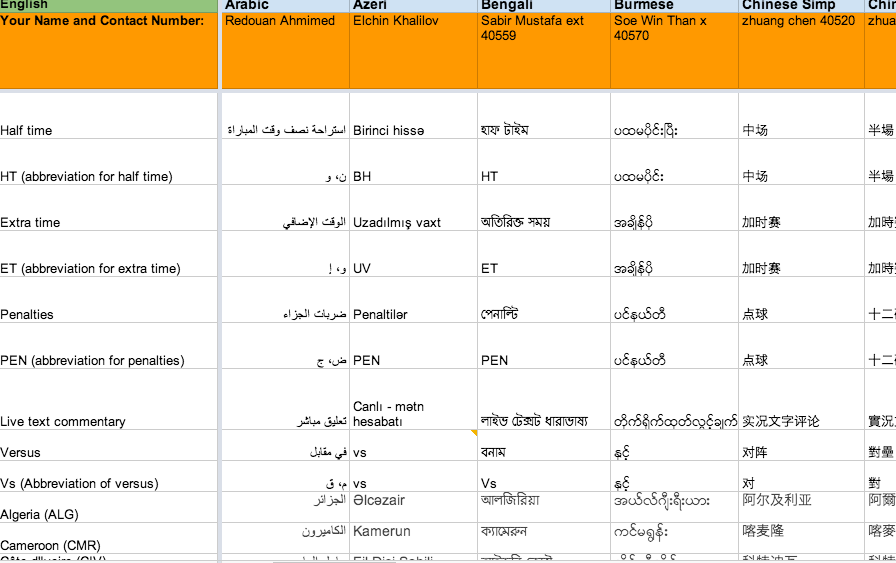 English Arabic Azeri Bengali Burmese Chinese Simp
Your Name and Contact Number: Redouan Ahmimed Elchin Khalilov Sabir Mustafa ext Soe Win Than x zhuang chen 40520
40559 40570
Half time استراحة نصف وقت المباراة Birinci hissə হাফ টাইম ပထမပိုင်းပြီး 中场 半場
HT (abbreviation for half time) ن، و BH HT ပထမပိုင်း 中场 半場
Extra time الوقت الإضافي Uzadılmış vaxt অতিরিক্ত সময় အချိန်ပို 加时赛 加時
ET (abbreviation for extra time) و، إ UV ET အချိန်ပို 加时赛 加時
Penalties ضربات الجزاء Penaltilər পেনাল্টি ပင်နယ်တီ 点球 十二
PEN (abbreviation for penalties) ض، ج PEN PEN ပင်နယ်တီ 点球 十二
Canlı - mətn
Live text commentary تعليق مباشر hesabatı লাইভ টেক্সট ধারাভাষ্য တိုက်ရိုက်ထုတ်လွှင့်ချက် 实况文字评论 實況
Versus في مقابل vs বনাম နှင့် 对阵 對壘
Vs (Abbreviation of versus) م، ق vs Vs နှင့် 对 對
الجزائر Əlcəzair আলজিরিয়া အယ်လ်ဂျီးရီးယား 阿尔及利亚 阿爾
Algeria (ALG)
الكاميرون Kamerun ক্যামেরুন ကင်မရွန်း 喀麦隆 喀麥
Cameroon (CMR)